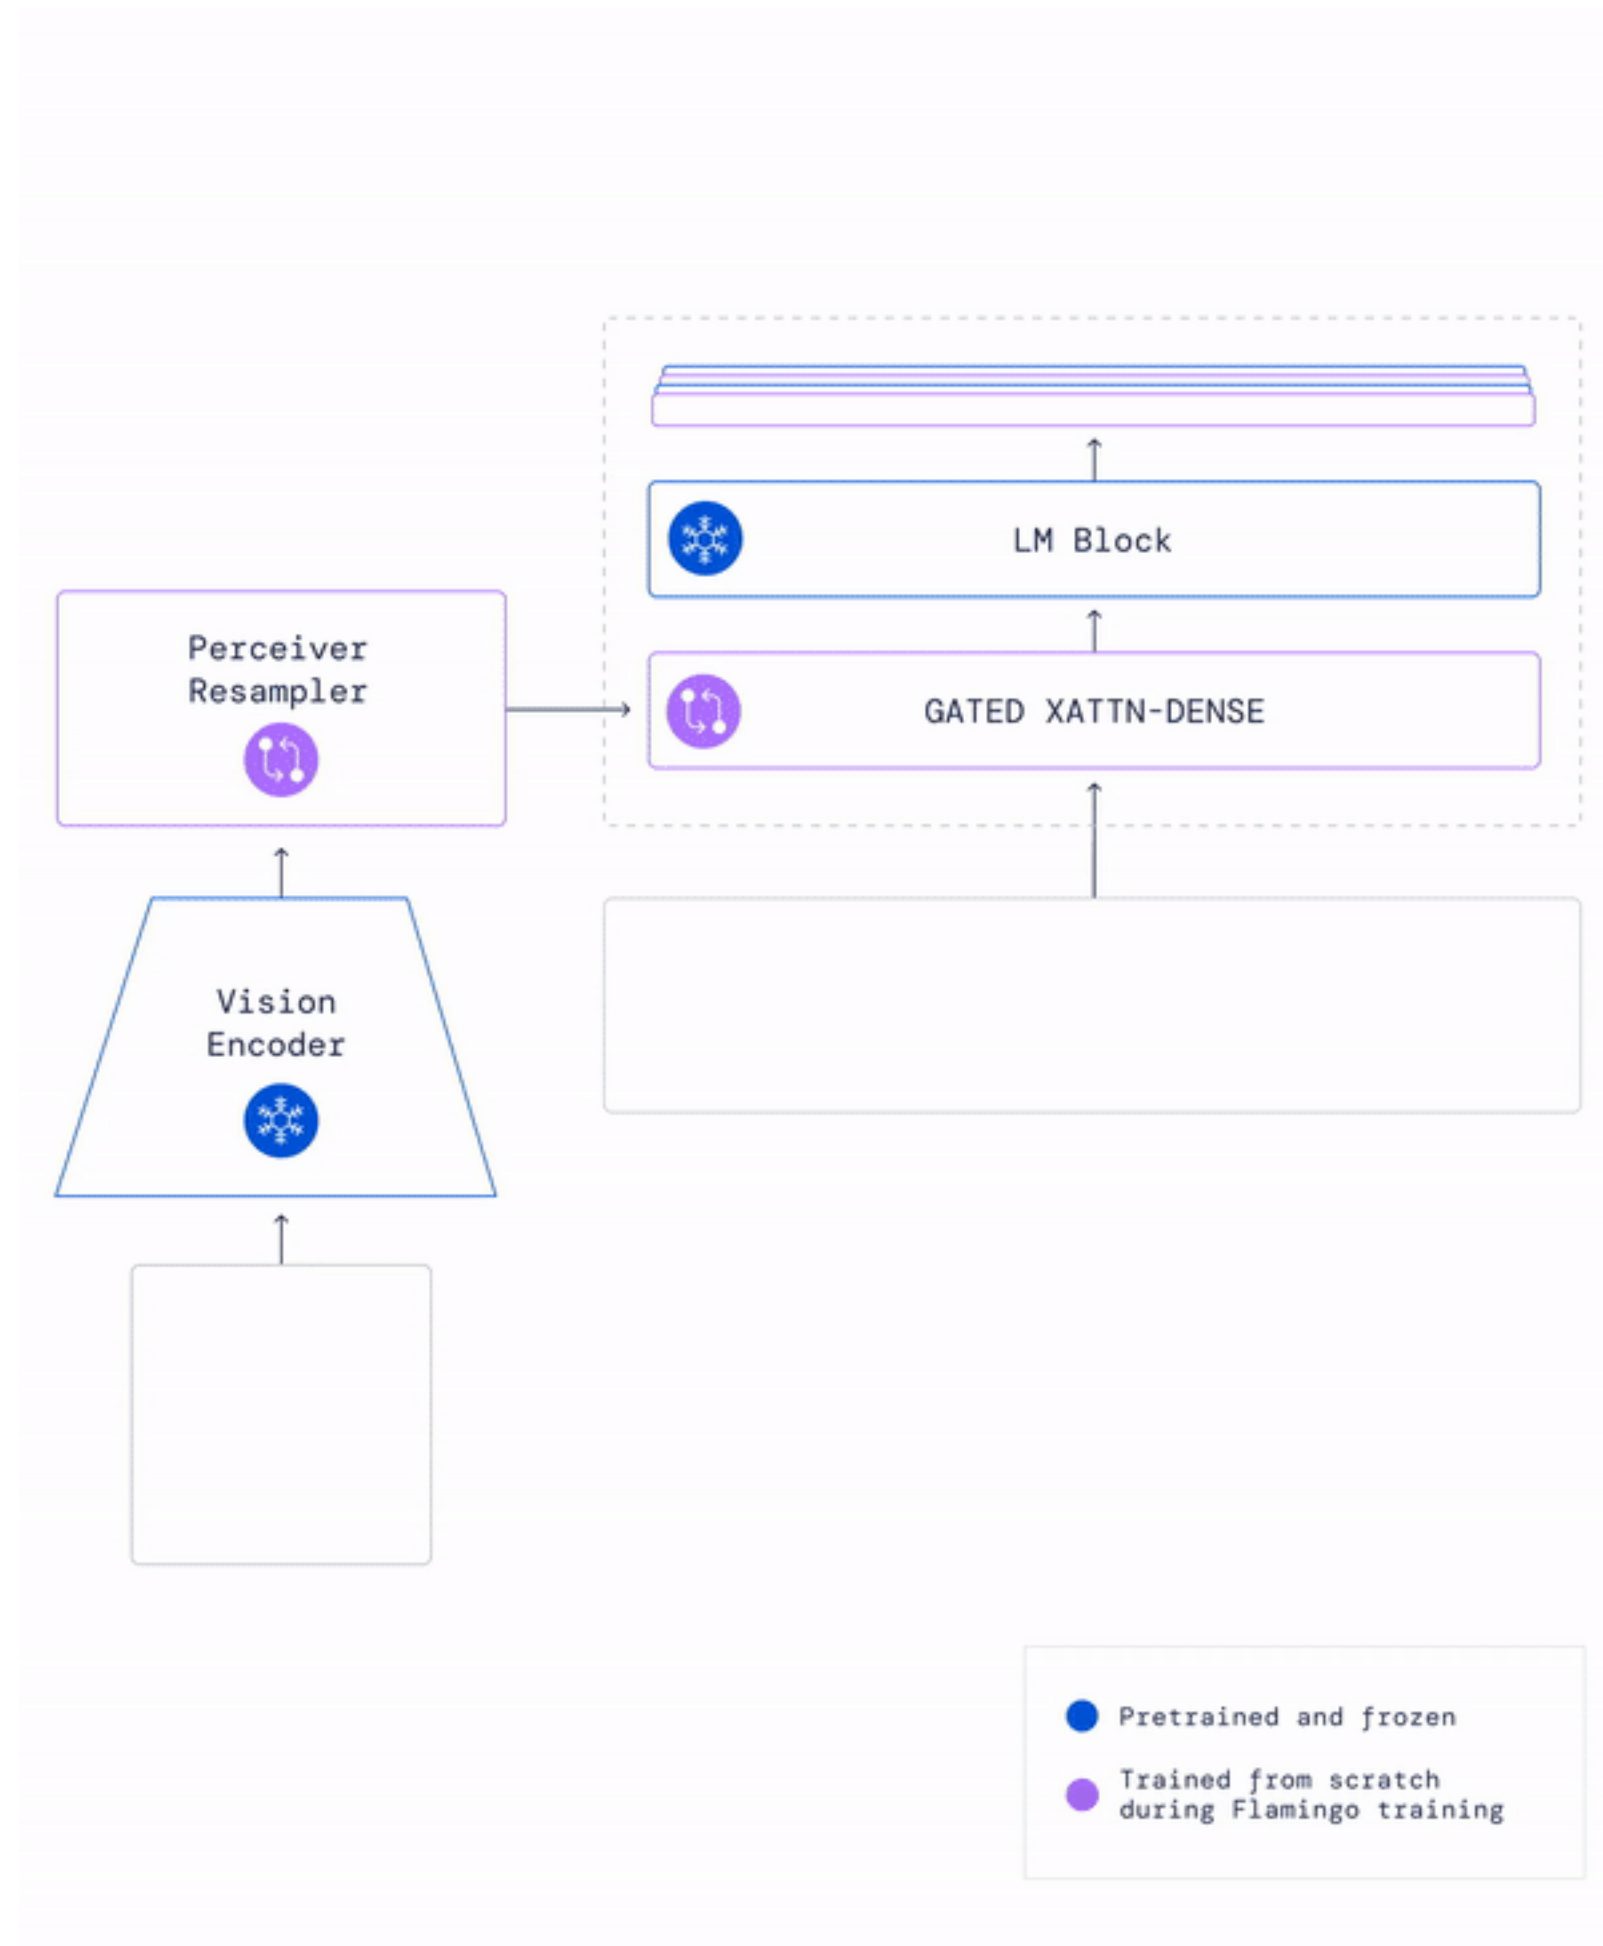 LM Block
Perceiver
Resampler
GATED XATTN-DENSE
Vision
Encoder
Pretrained and frozen
Trained from scratch
during Flamingo training